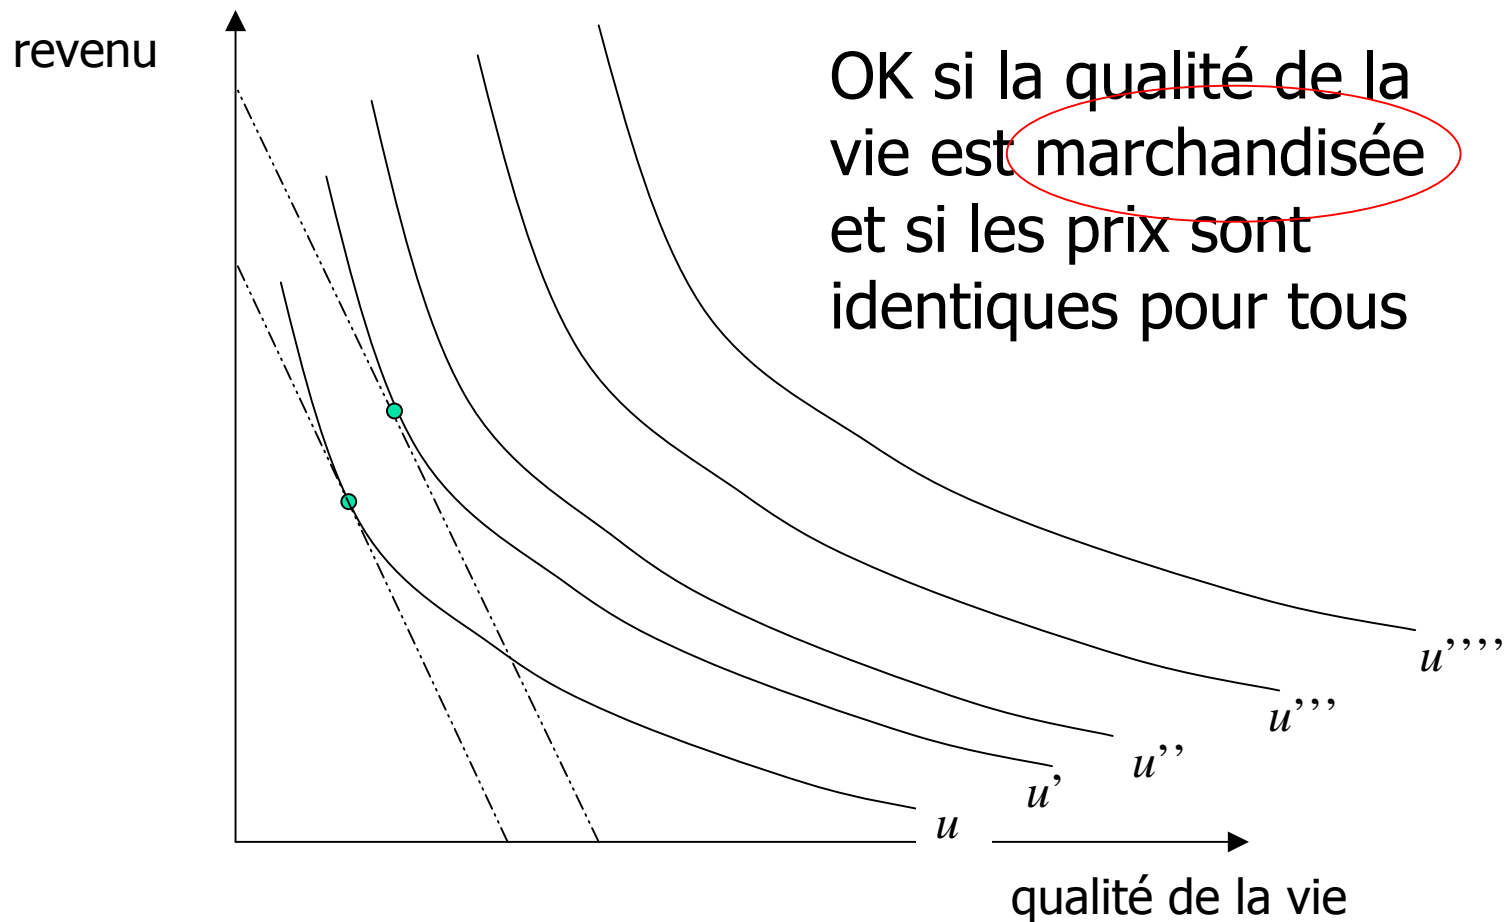 revenu
OK si la qualité de la
vie est marchandisée
et si les prix sont
identiques pour tous
u’’’’
u’’’
u’’
u’
u
qualité de la vie